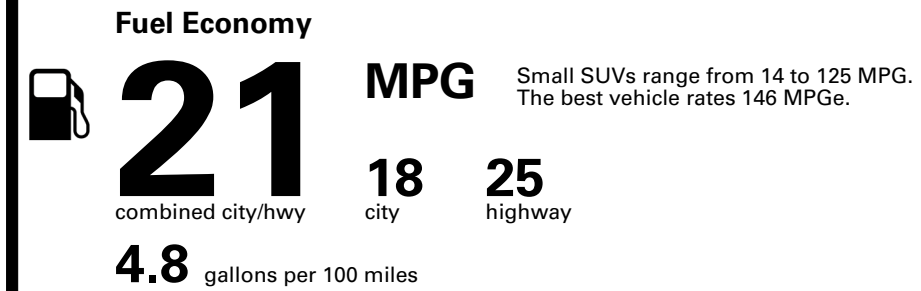 Fuel Economy
21 MPG
Small SUVs range from 14 to 125 MPG.
The best vehicle rates 146 MPGe.
18 25
combined city/hwy city highway
4.8 gallons per 100 miles